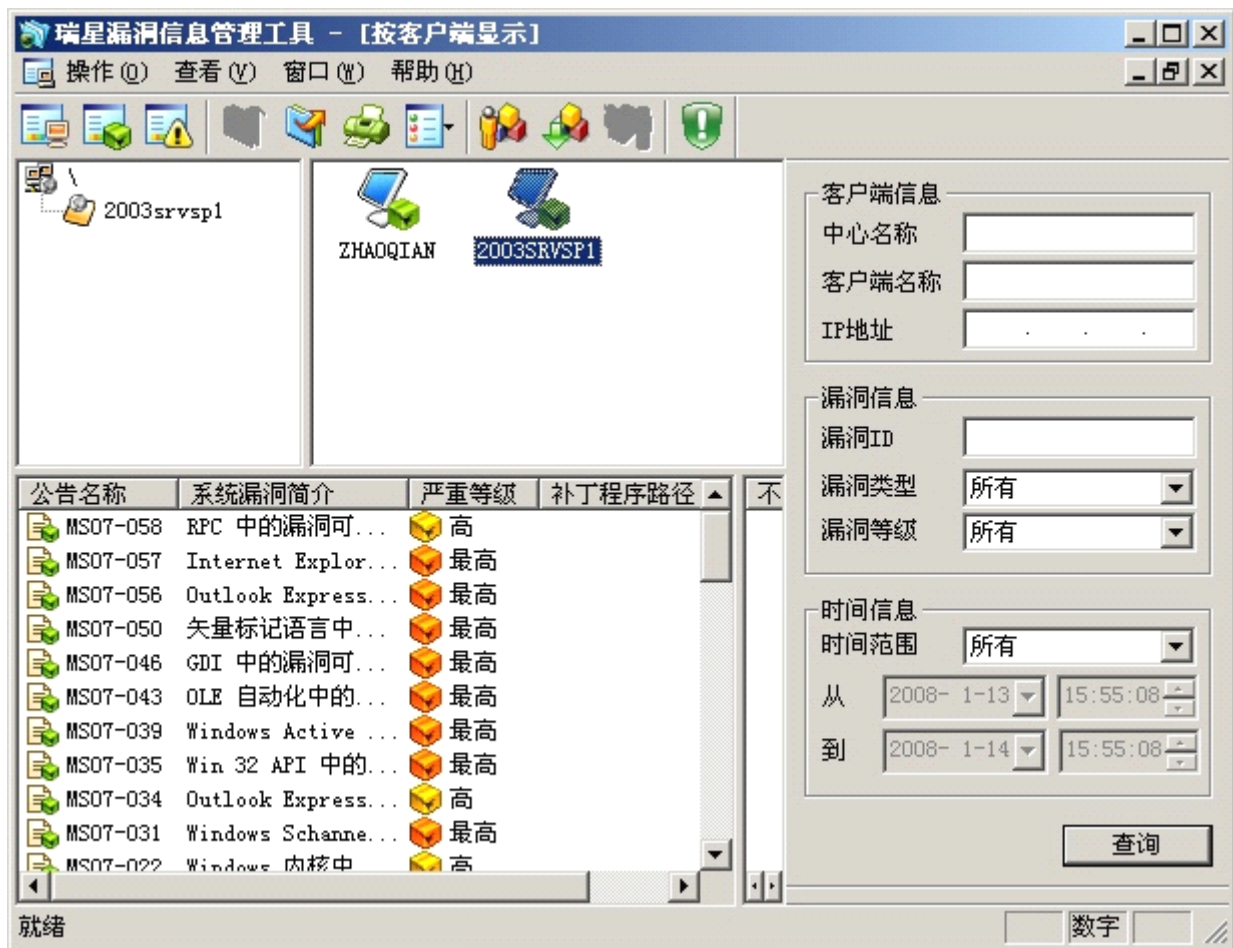 瑞星漏洞信息管理工具 - [按客户端显示]
操作(O) 查看(V) 窗口(W) 帮助(H)
\
2003srvsp1
ZHAOQIAN
2003SRVSP1
公告名称 系统漏洞简介 严重等级 补丁程序路径 不
MS07-058 RPC 中的漏洞可... 高
MS07-057 Internet Explor... 最高
MS07-056 Outlook Express... 最高
MS07-050 矢量标记语言中... 最高
MS07-046 GDI 中的漏洞可... 最高
MS07-043 OLE 自动化中的... 最高
MS07-039 Windows Active ... 最高
MS07-035 Win 32 API 中的... 最高
MS07-034 Outlook Express... 高
MS07-031 Windows Schanne... 最高
MS07-022 Windows 内核中 高
客户端信息
中心名称
客户端名称
IP地址 . . .
漏洞信息
漏洞ID
漏洞类型 所有
漏洞等级 所有
时间信息
时间范围 所有
从 2008- 1-13 15:55:08
到 2008- 1-14 15:55:08
查询
就绪 数字